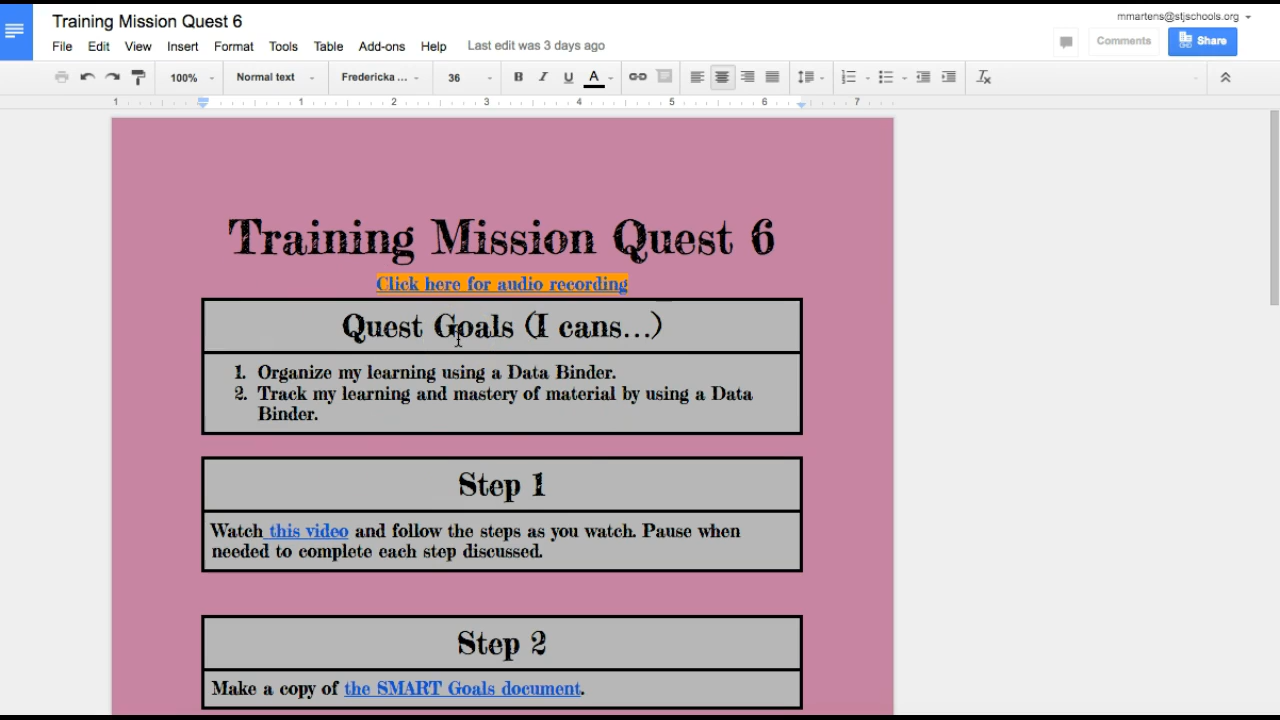 Training Mission Quest 6
mmartens@stjschools.org
File Edit View Insert Format Tools Table Add-ons Help Last edit was 3 days ago
Comments Share
100% Normal text Fredericka ... 36 B I U A
1 1 2 3 4 5 6 7
Training Mission Quest 6
Click here for audio recording
Quest Goals (I cans...)
1. Organize my learning using a Data Binder.
2. Track my learning and mastery of material by using a Data
Binder.
Step 1
Watch this video and follow the steps as you watch. Pause when
needed to complete each step discussed.
Step 2
Make a copy of the SMART Goals document.